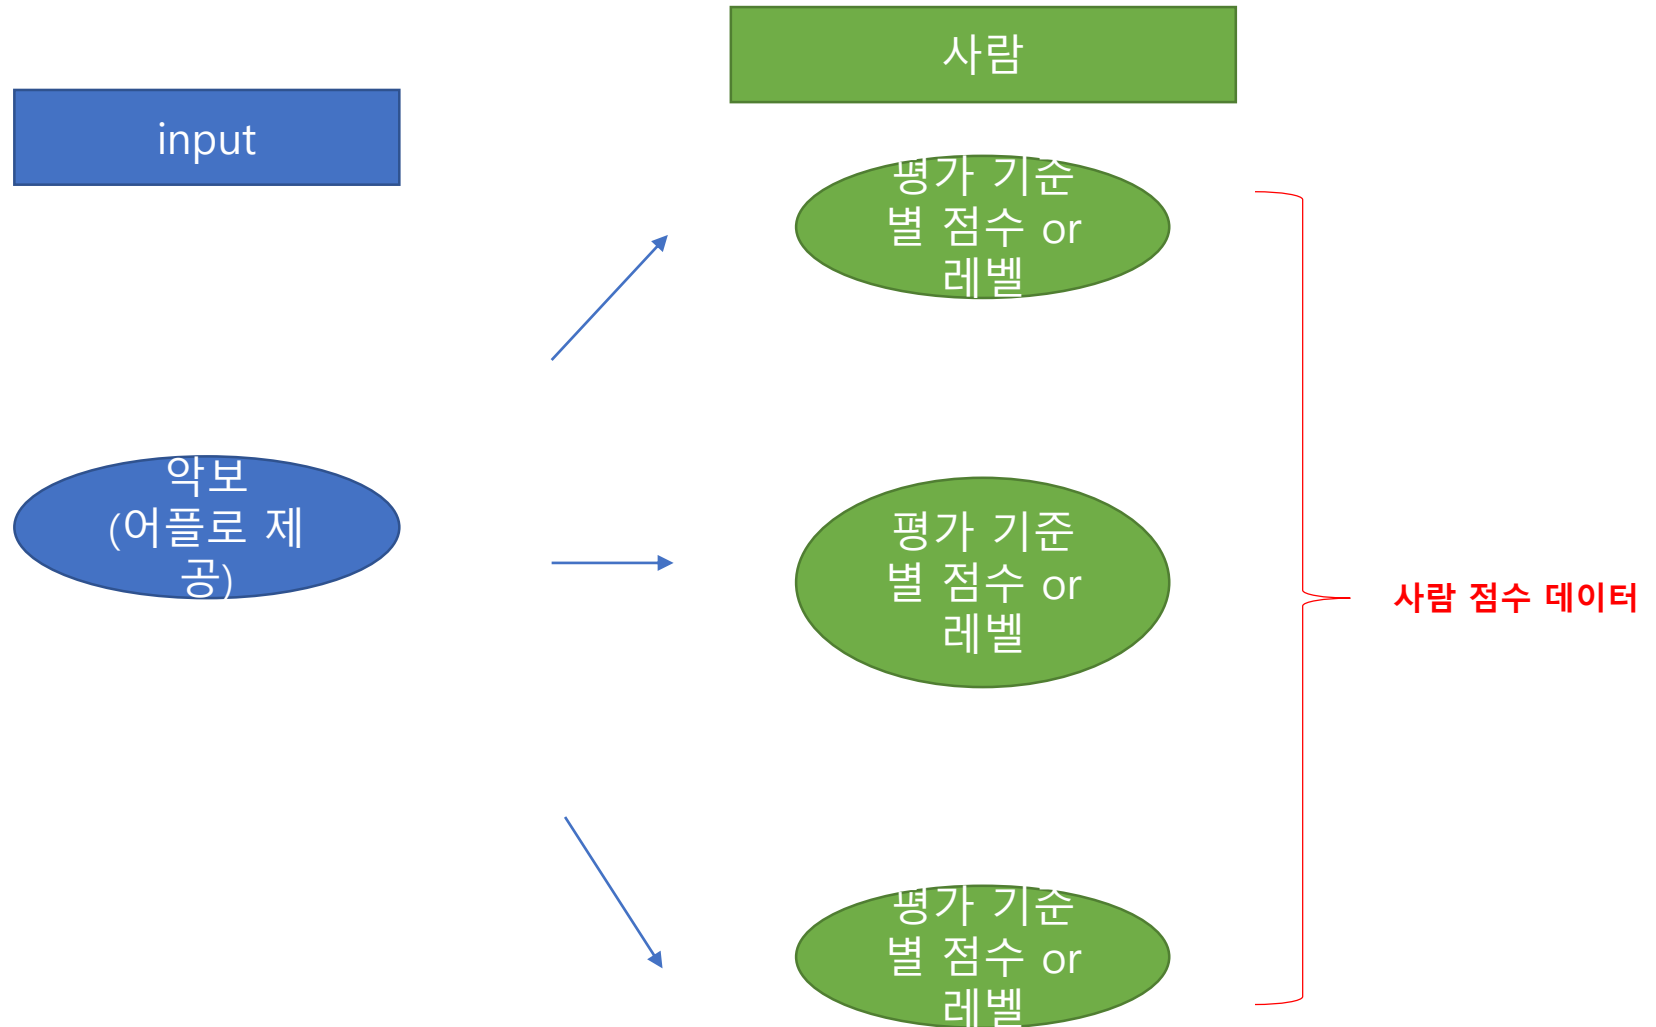 사람
input
평가 기준
별 점수 or
레벨
악보
(어플로 제
공)
평가 기준
별 점수 or
레벨
사람 점수 데이터
평가 기준
별 점수 or
레벨